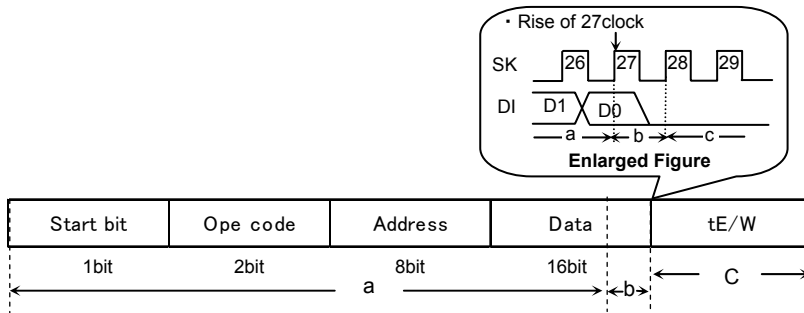 ・Rise of 27clock
SK 26 27 28 29
DI D1 D0
a b c
Enlarged Figure
Start bit Ope code Address Data tE/W
1bit 2bit 8bit 16bit
a b C